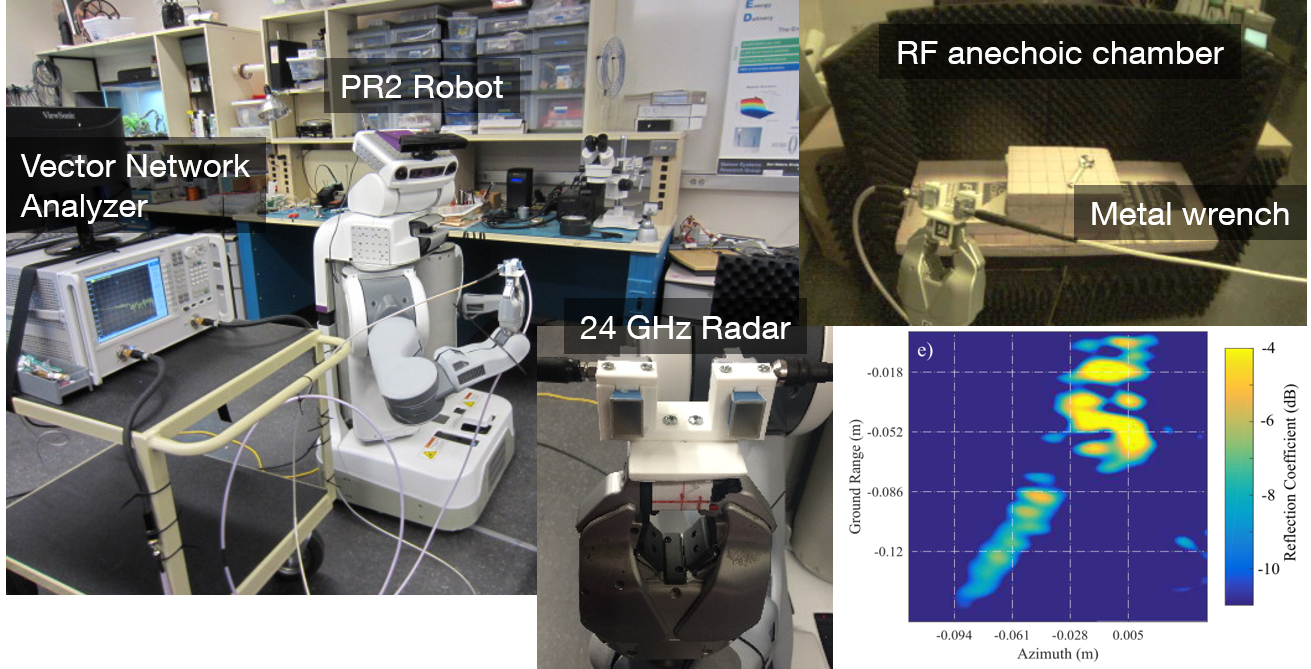 PR2 Robot
Vector Network
Analyzer
24 GHz Radar
RF anechoic chamber
Metal wrench
ViewSonic
Energy
Delivery
e)
-0.018
-0.052
-0.086
-0.12
Ground Range (m)
-0.094
-0.061
-0.028
0.005
Azimuth (m)
-4
-6
-8
-10
Reflection Coefficient (dB)